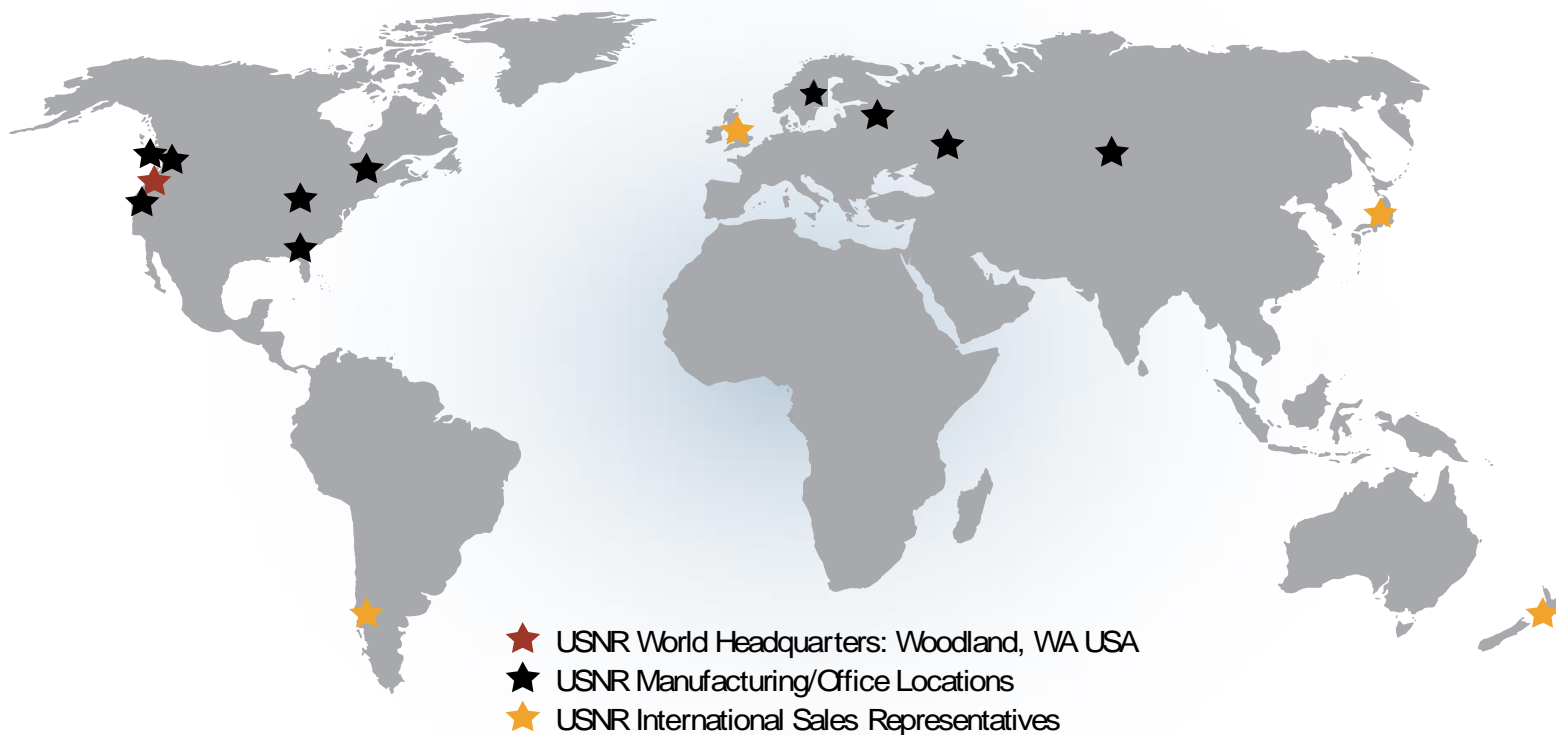 USNR World Headquarters: Woodland, WA USA
USNR Manufacturing/Office Locations
USNR International Sales Representatives